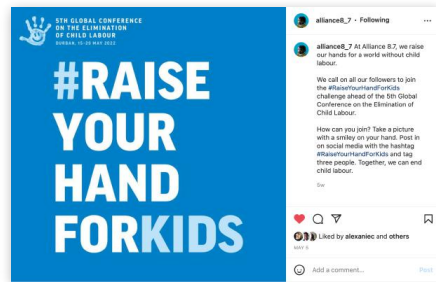 5TH GLOBAL CONFERENCE
ON THE ELIMINATION
OF CHILD LABOUR
DURBAN, 15-20 MAY 2022
#RAISE
YOUR
HAND
FORKIDS
alliance8_7 • Following
alliance8_7 At Alliance 8.7, we raise
our hands for a world without child
labour.
We call on all our followers to join
the #RaiseYourHandForKids
challenge ahead of the 5th Global
Conference on the Elimination of
Child Labour.
How can you join? Take a picture
with a smiley on your hand. Post in
on social media with the hashtag
#RaiseYourHandForKids and tag
three people. Together, we can end
child labour.
5w
Liked by alexaniec and others
MAY 5
Add a comment...
Post